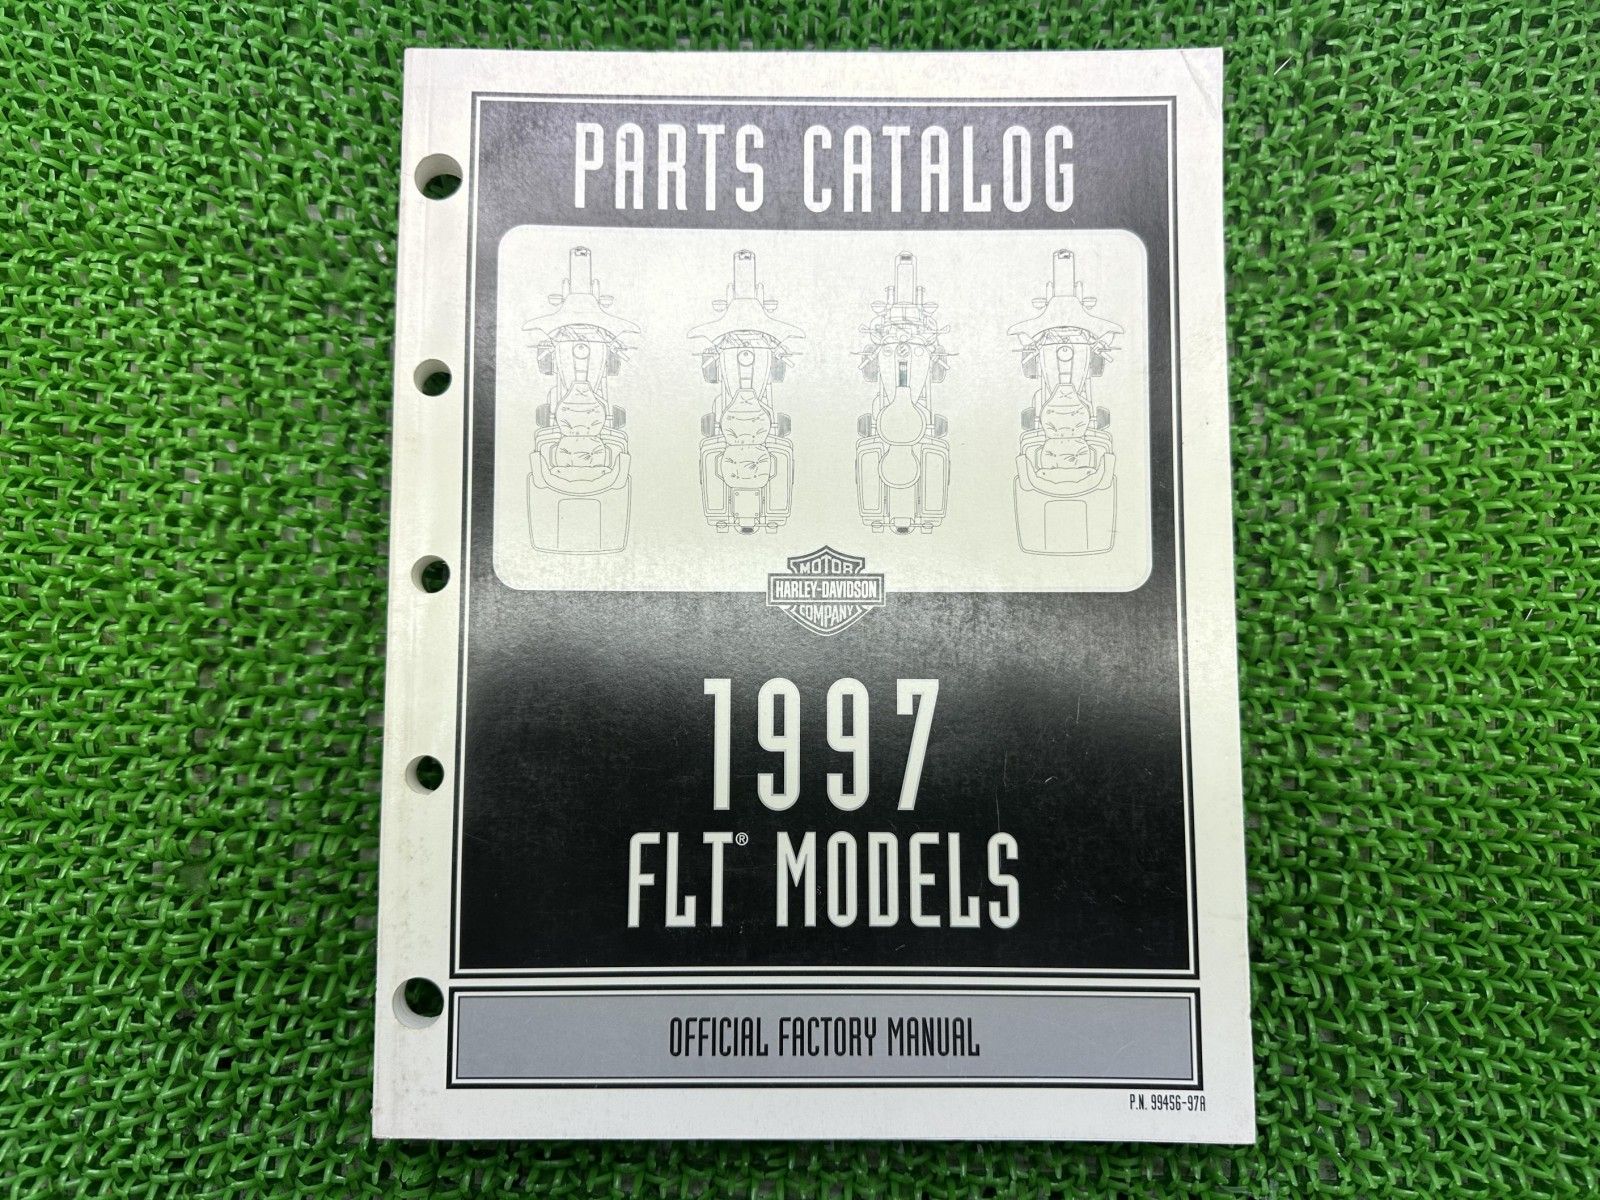 PARTS CATALOG
MOTOR
HARLEY-DAVIDSON
COMPANY
1997
FLT® MODELS
OFFICIAL FACTORY MANUAL
P.N. 99456-97A